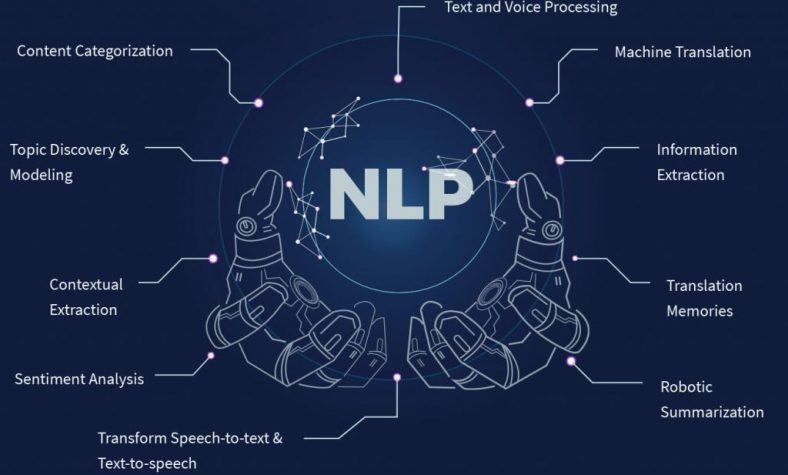 Text and Voice Processing
Content Categorization
Machine Translation
Topic Discovery &
Modeling
Information
Extraction
NLP
Contextual
Extraction
Translation
Memories
Sentiment Analysis
Robotic
Summarization
Transform Speech-to-text &
Text-to-speech